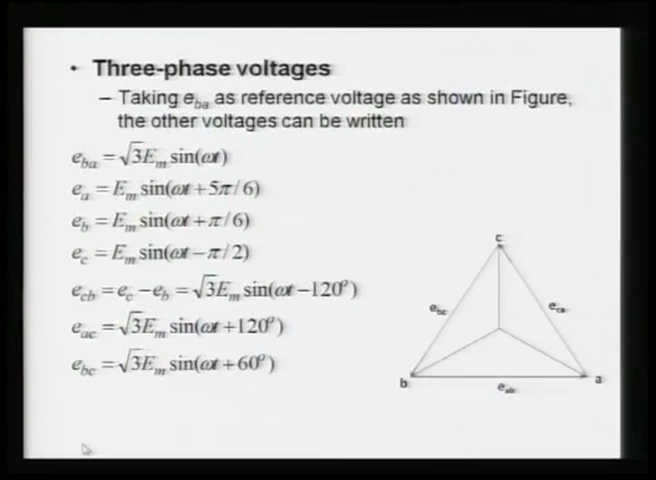 • Three-phase voltages
– Taking e_ba as reference voltage as shown in Figure,
the other voltages can be written
e_ba = √3E_m sin(ωt)
e_a = E_m sin(ωt + 5π/6)
e_b = E_m sin(ωt + π/6)
e_c = E_m sin(ωt − π/2)
e_cb = e_c − e_b = √3E_m sin(ωt − 120°)
e_ac = √3E_m sin(ωt + 120°)
e_bc = √3E_m sin(ωt + 60°)
c
e_bc
e_ca
b
a
e_ab